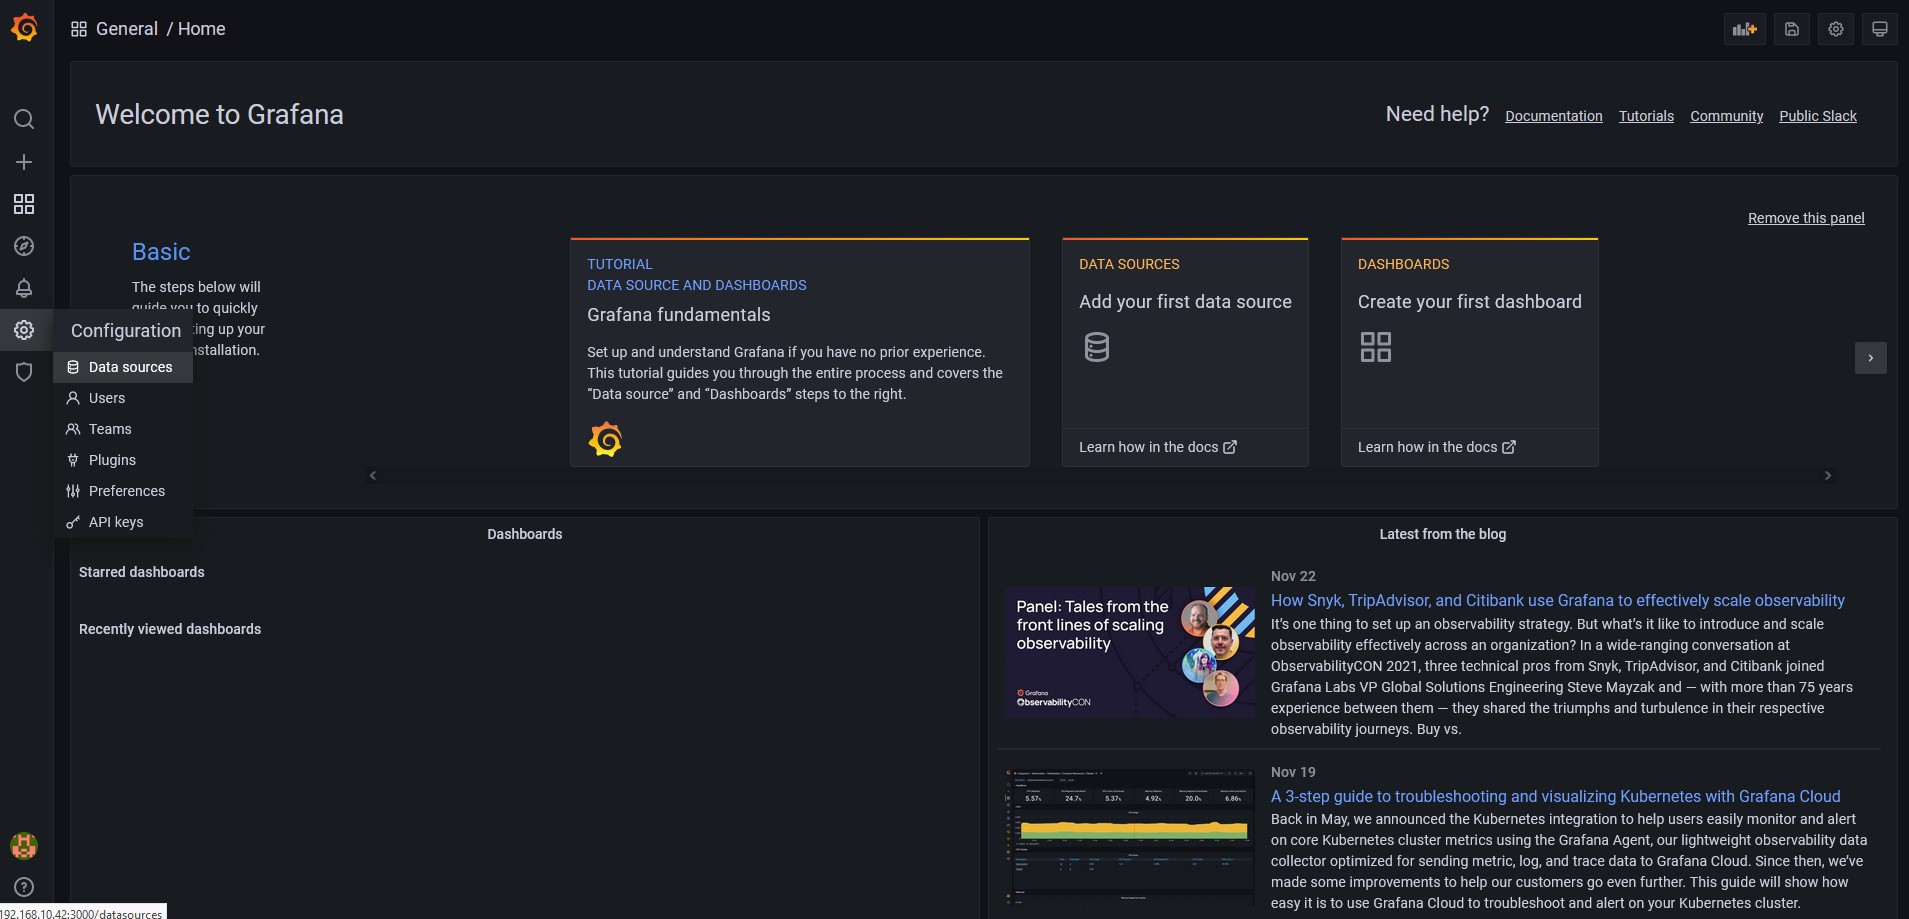 General / Home
Welcome to Grafana
Need help? Documentation Tutorials Community Public Slack
Remove this panel
Basic
The steps below will
guide you to quickly
ting up your
nstallation.
Configuration
Data sources
Users
Teams
Plugins
Preferences
API keys
TUTORIAL
DATA SOURCE AND DASHBOARDS
Grafana fundamentals
Set up and understand Grafana if you have no prior experience.
This tutorial guides you through the entire process and covers the
“Data source” and “Dashboards” steps to the right.
DATA SOURCES
Add your first data source
Learn how in the docs
DASHBOARDS
Create your first dashboard
Learn how in the docs
Dashboards
Starred dashboards
Recently viewed dashboards
Latest from the blog
Panel: Tales from the
front lines of scaling
observability
Grafana
ObservabilityCON
Nov 22
How Snyk, TripAdvisor, and Citibank use Grafana to effectively scale observability
It’s one thing to set up an observability strategy. But what’s it like to introduce and scale
observability effectively across an organization? In a wide-ranging conversation at
ObservabilityCON 2021, three technical pros from Snyk, TripAdvisor, and Citibank joined
Grafana Labs VP Global Solutions Engineering Steve Mayzak and — with more than 75 years
experience between them — they shared the triumphs and turbulence in their respective
observability journeys. Buy vs.
5.57% 24.7% 5.37% 4.92% 20.0% 6.86%
Nov 19
A 3-step guide to troubleshooting and visualizing Kubernetes with Grafana Cloud
Back in May, we announced the Kubernetes integration to help users easily monitor and alert
on core Kubernetes cluster metrics using the Grafana Agent, our lightweight observability data
collector optimized for sending metric, log, and trace data to Grafana Cloud. Since then, we’ve
made some improvements to help our customers go even further. This guide will show how
easy it is to use Grafana Cloud to troubleshoot and alert on your Kubernetes cluster.
192.168.10.42:3000/datasources